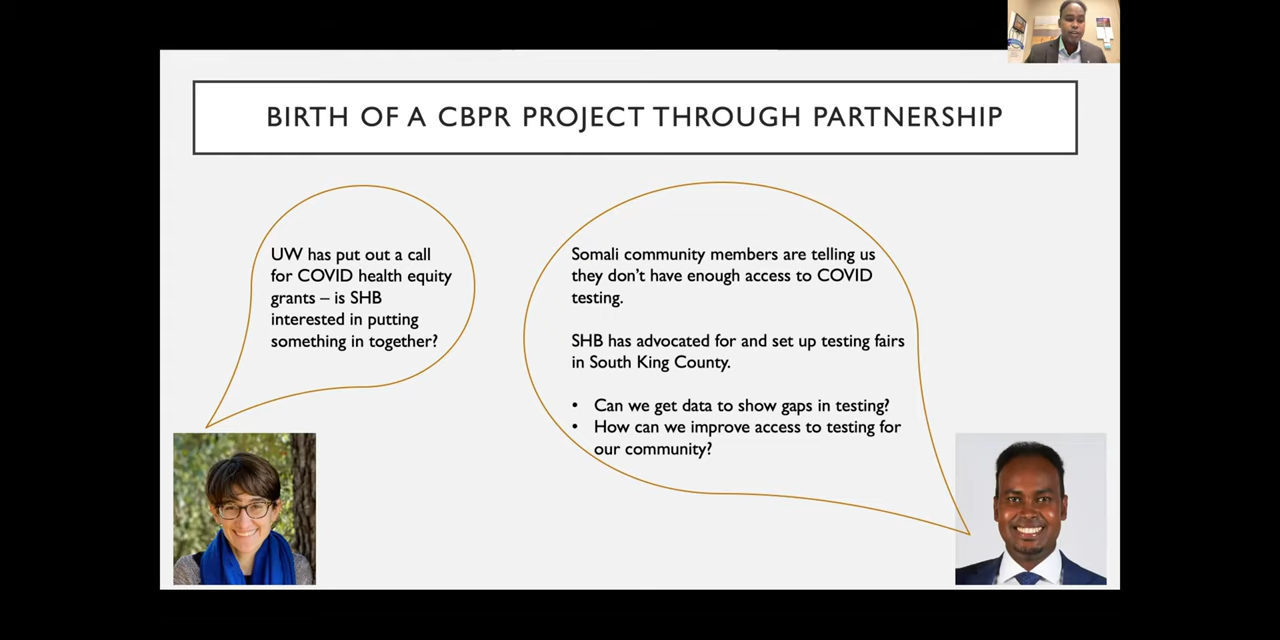 BIRTH OF A CBPR PROJECT THROUGH PARTNERSHIP
UW has put out a call
for COVID health equity
grants – is SHB
interested in putting
something in together?
Somali community members are telling us
they don't have enough access to COVID
testing.
SHB has advocated for and set up testing fairs
in South King County.
• Can we get data to show gaps in testing?
• How can we improve access to testing for
our community?